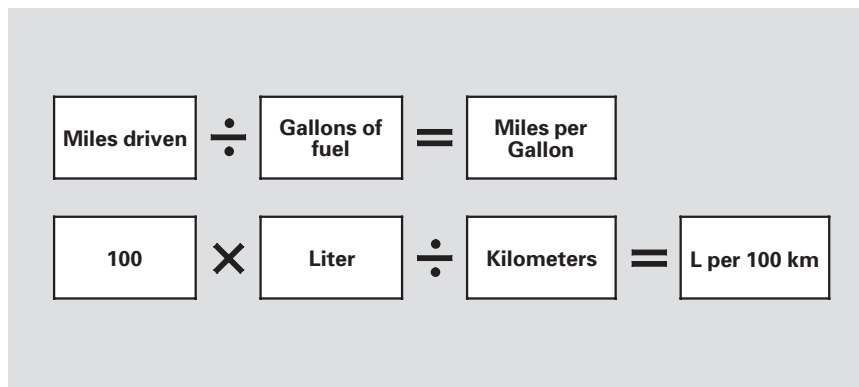 Miles driven ÷ Gallons of fuel = Miles per Gallon
100 × Liter ÷ Kilometers = L per 100 km